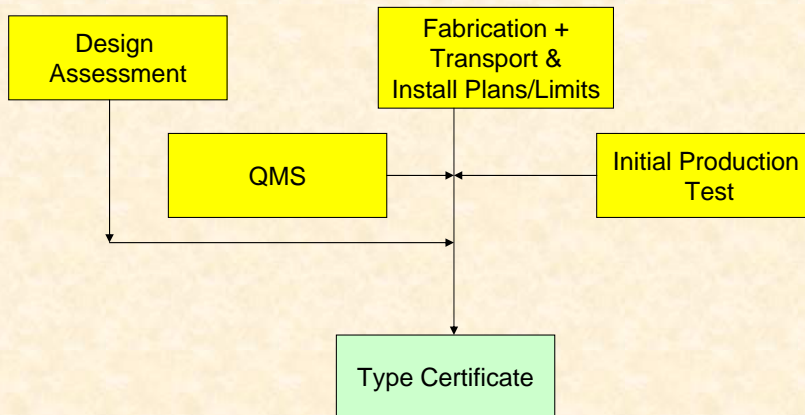 Design
Assessment
Fabrication +
Transport &
Install Plans/Limits
QMS
Initial Production
Test
Type Certificate